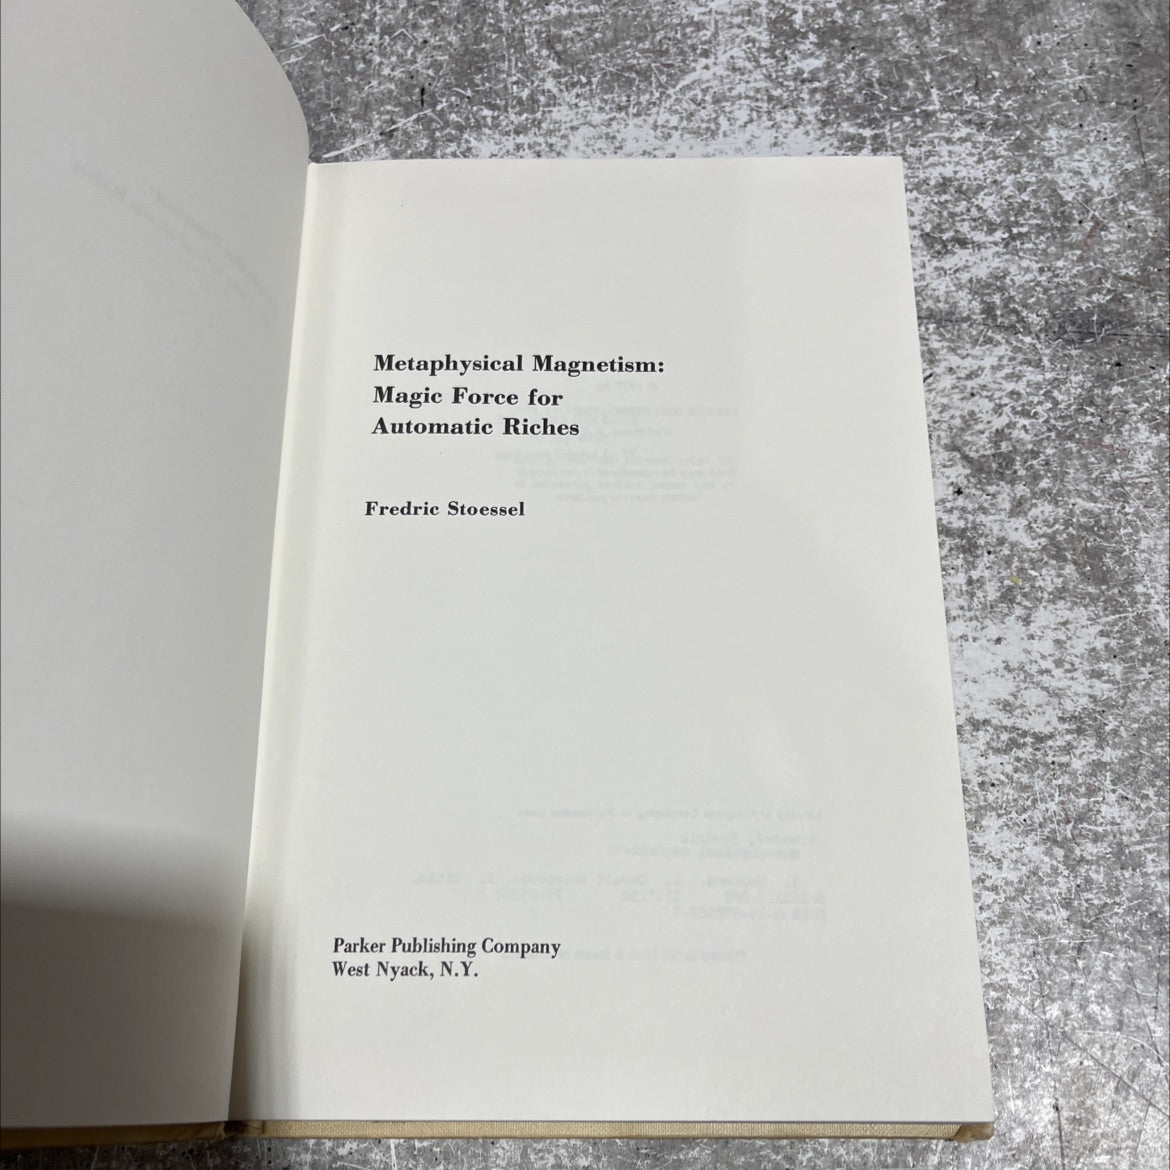 Metaphysical Magnetism:
Magic Force for
Automatic Riches
Fredric Stoessel
Parker Publishing Company
West Nyack, N.Y.